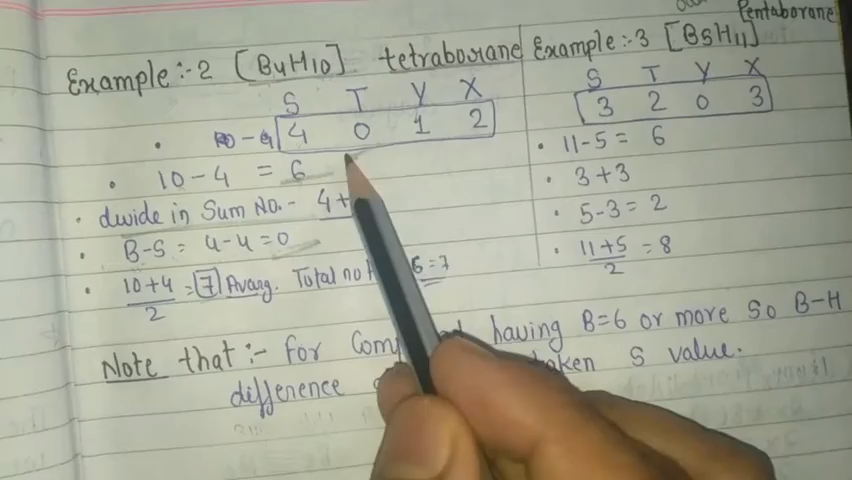 Pentaborane
Example:-2 [B4H10] tetraborane
S T Y X
4 0 1 2
10-4 = 6
divide in Sum No. - 4+
B-S = 4-4=0
10+4/2 = 7 Avarg. Total no 6=7
Example:-3 [B5H11]
S T Y X
3 2 0 3
11-5 = 6
3+3
5-3=2
11+5/2 = 8
Note that:- for having B=6 or more So B-H
difference taken S value.